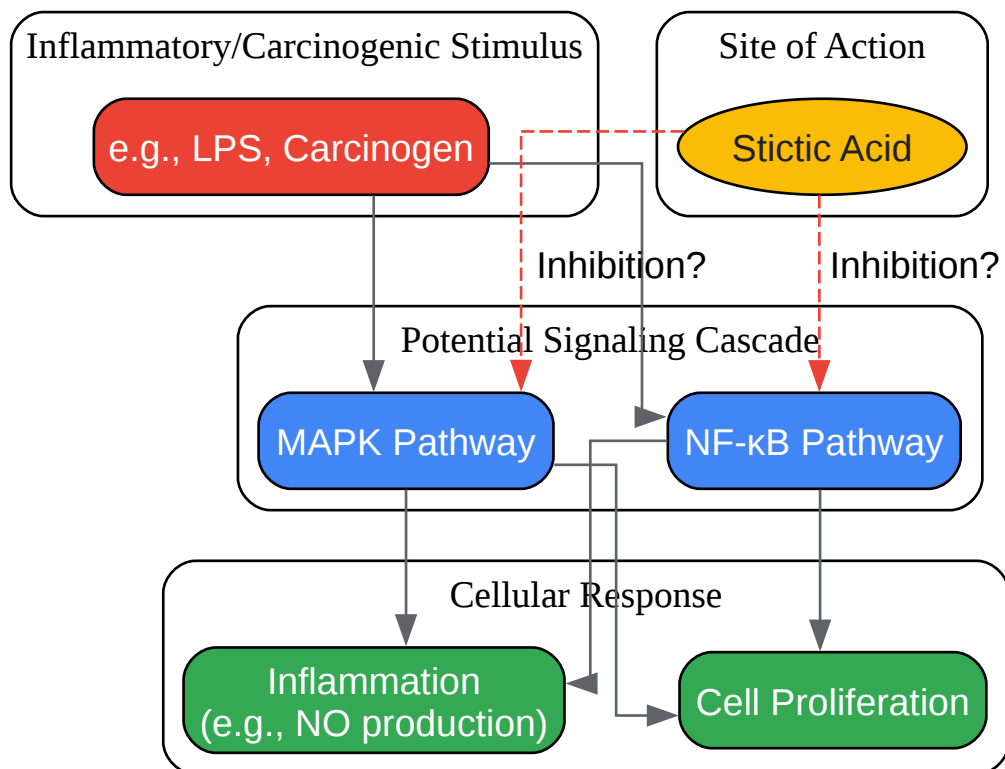 Inflammatory/Carcinogenic Stimulus
Site of Action
e.g., LPS, Carcinogen
Stictic Acid
Inhibition?
Inhibition?
Potential Signaling Cascade
MAPK Pathway
NF-κB Pathway
Cellular Response
Inflammation
(e.g., NO production)
Cell Proliferation